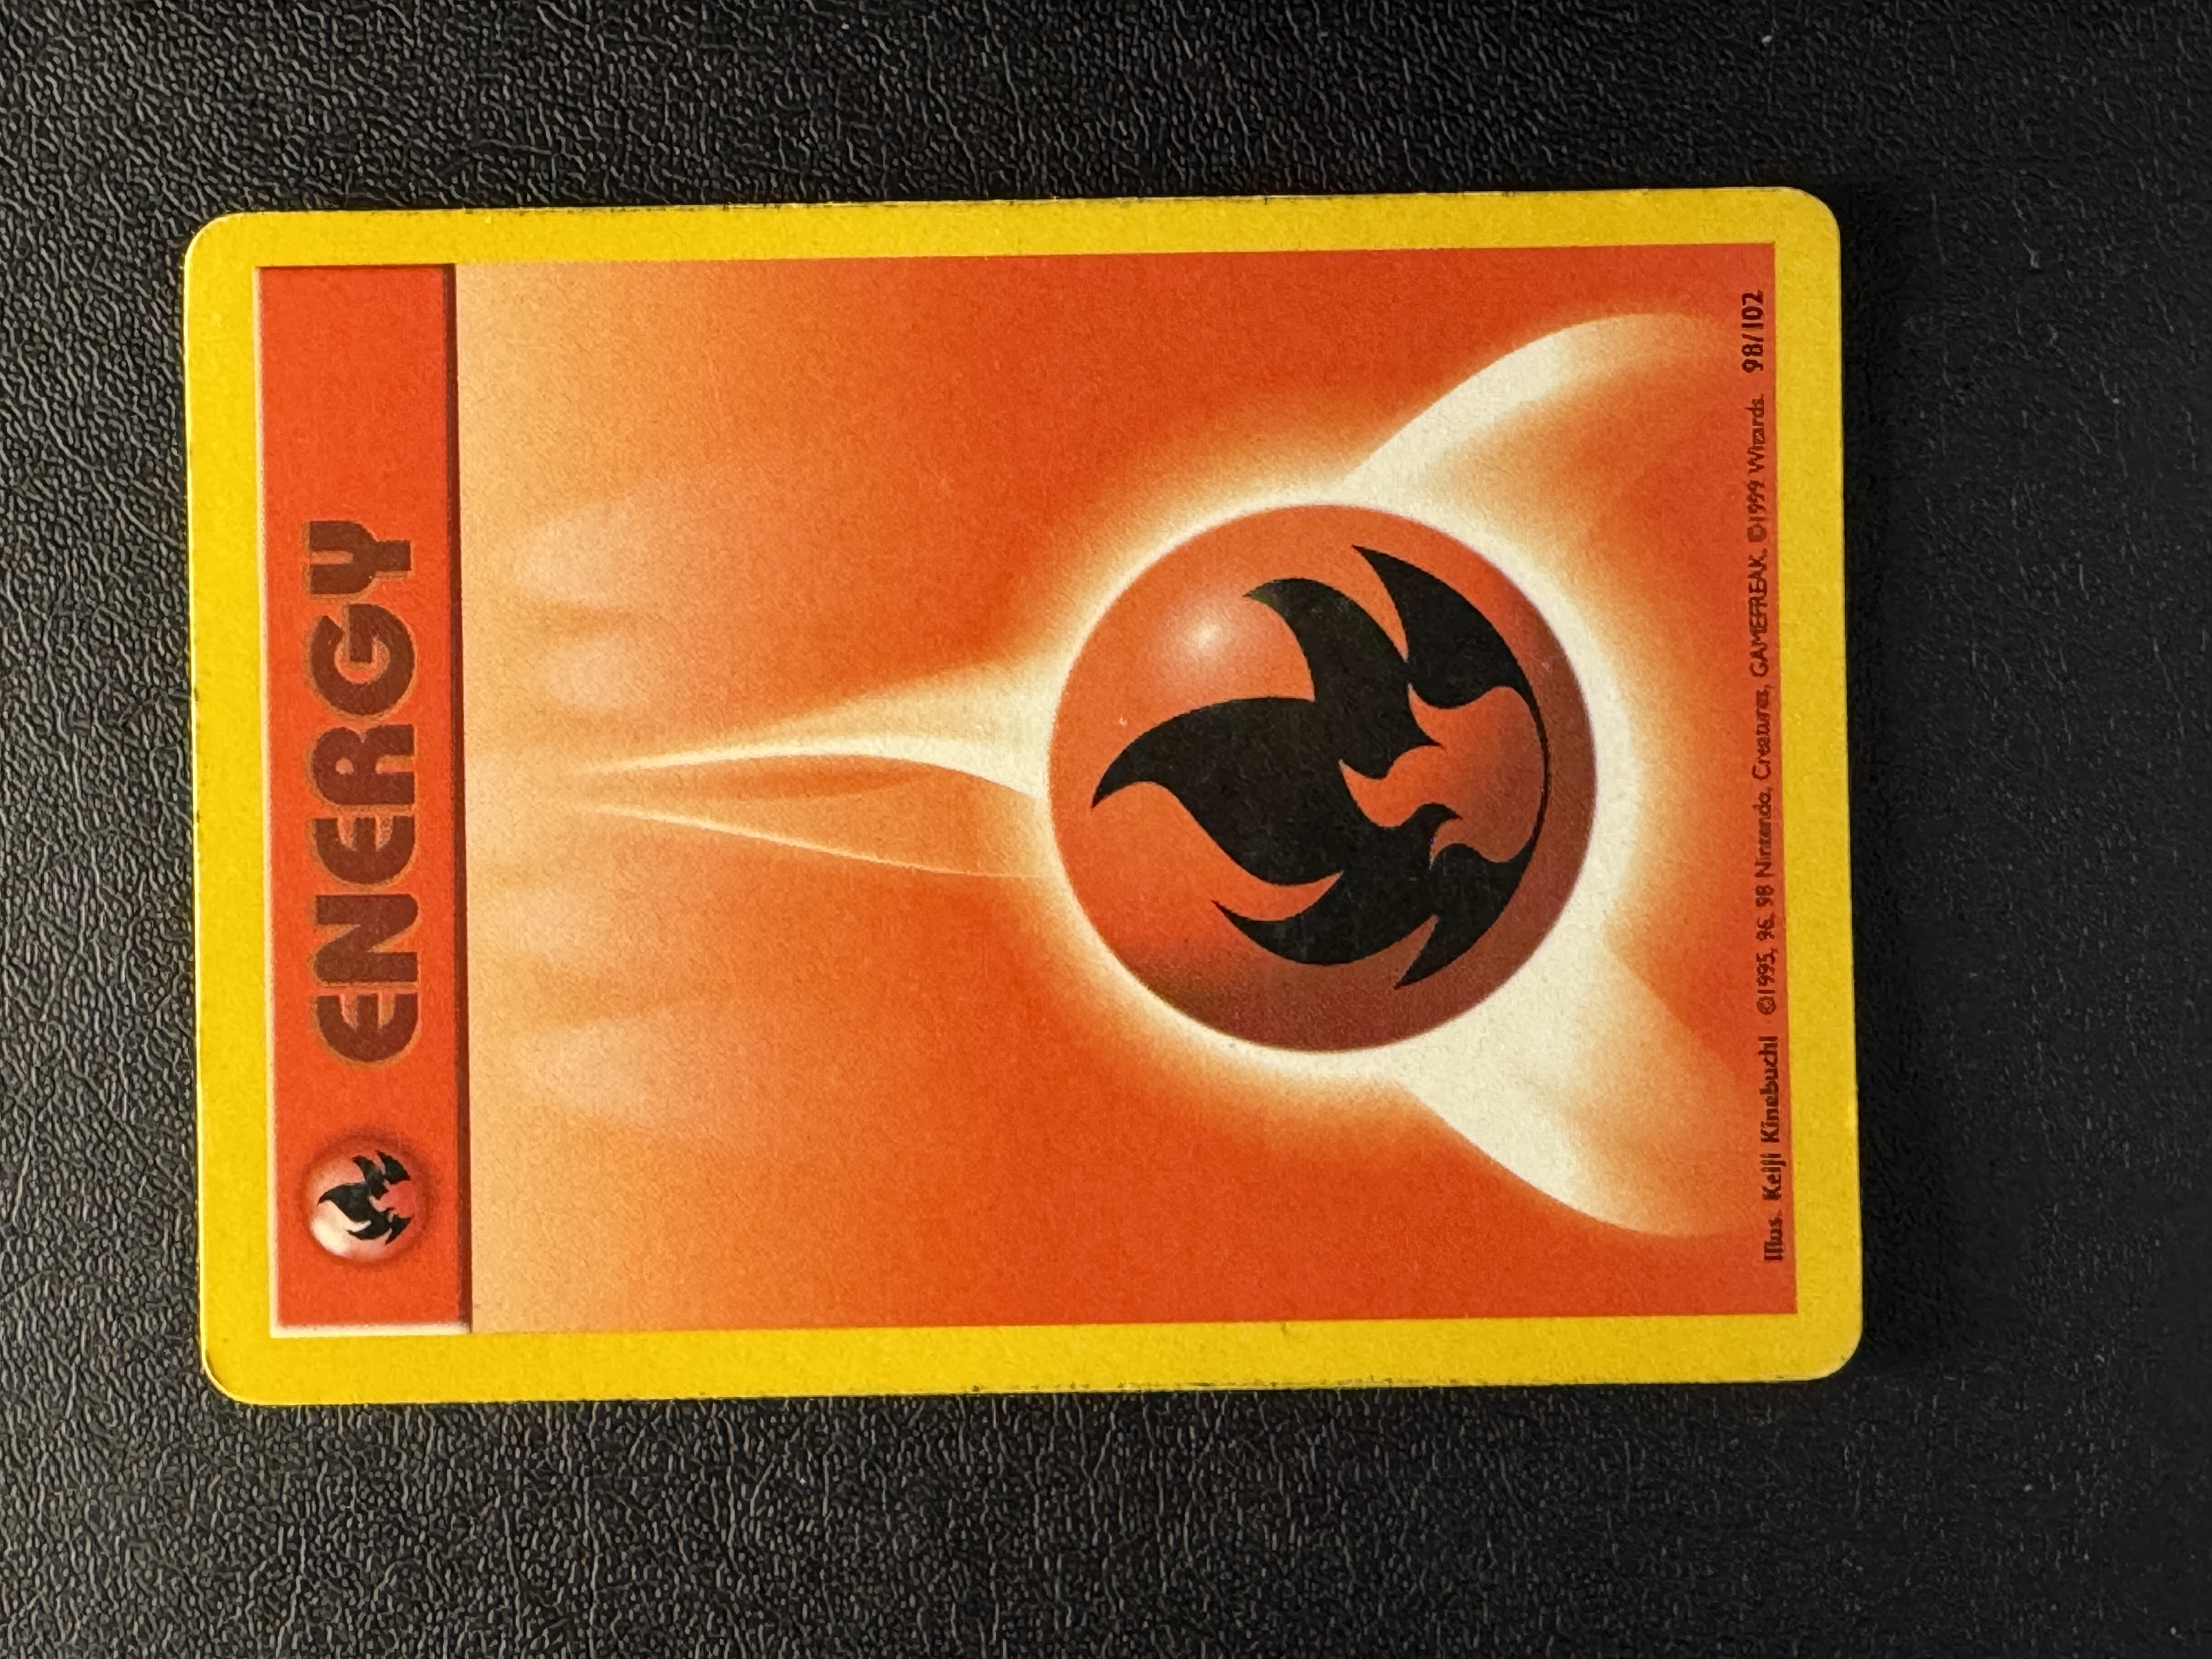 ENERGY
Illus. Keiji Kinebuchi ©1995, 96, 98 Nintendo, Creatures, GAMEFREAK. ©1999 Wizards. 98/102